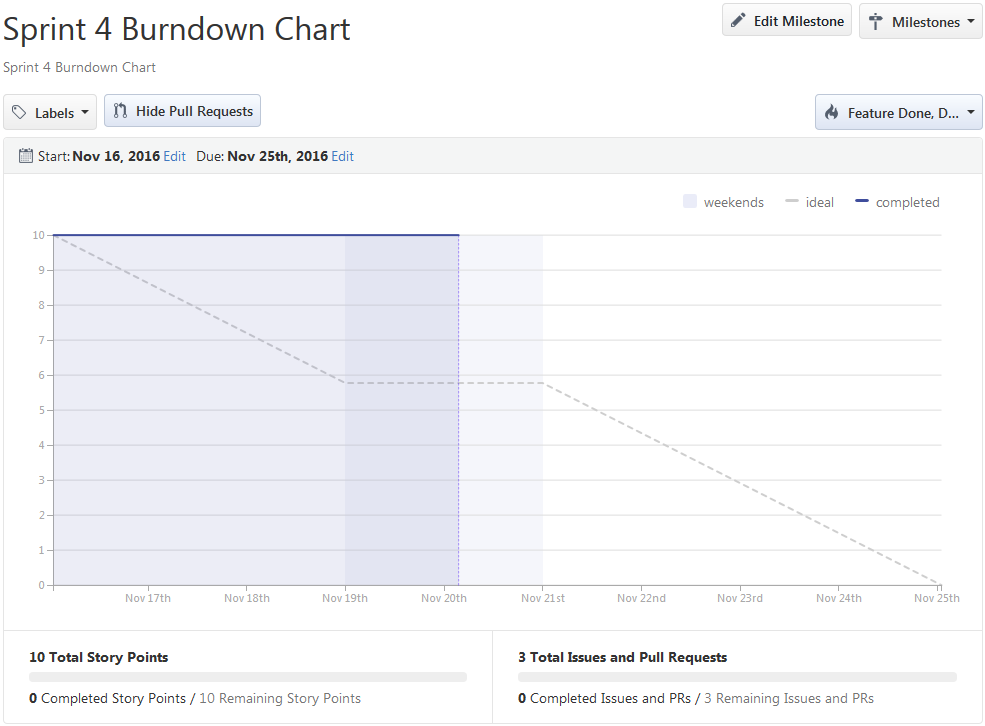 Sprint 4 Burndown Chart
Edit Milestone
Milestones
Sprint 4 Burndown Chart
Labels
Hide Pull Requests
Feature Done, D...
Start: Nov 16, 2016 Edit Due: Nov 25th, 2016 Edit
weekends ideal completed
10
9
8
7
6
5
4
3
2
1
0
Nov 17th Nov 18th Nov 19th Nov 20th Nov 21st Nov 22nd Nov 23rd Nov 24th Nov 25th
10 Total Story Points
0 Completed Story Points / 10 Remaining Story Points
3 Total Issues and Pull Requests
0 Completed Issues and PRs / 3 Remaining Issues and PRs